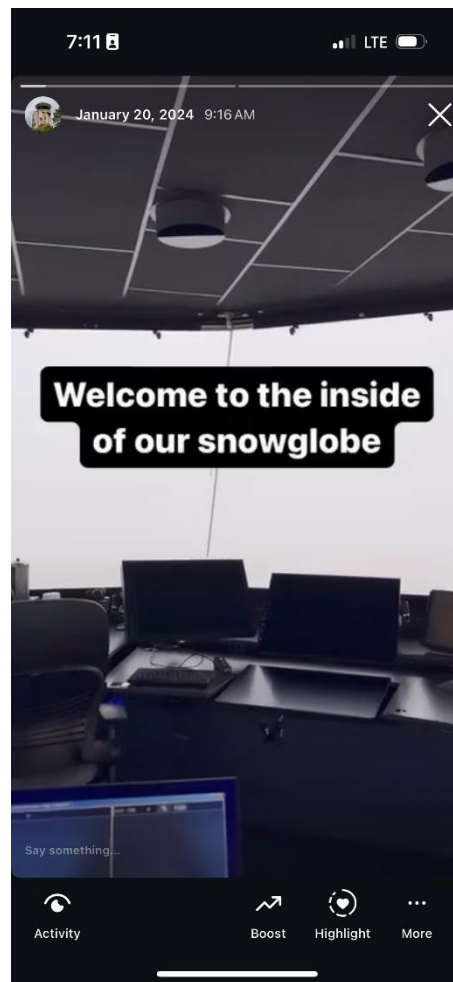 7:11
LTE
January 20, 2024 9:16 AM
Welcome to the inside
of our snowglobe
Say something...
Activity
Boost
Highlight
More